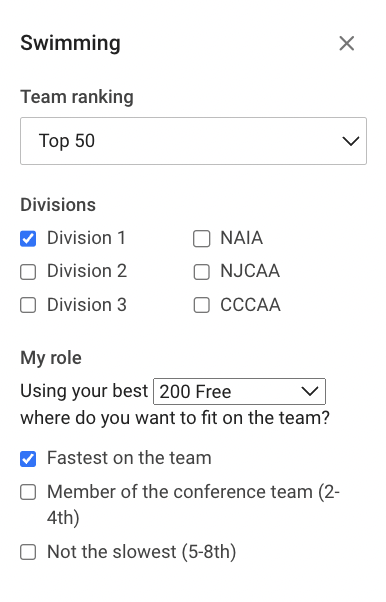 Swimming
Team ranking
Top 50
Divisions
Division 1 NAIA
Division 2 NJCAA
Division 3 CCCAA
My role
Using your best 200 Free
where do you want to fit on the team?
Fastest on the team
Member of the conference team (2-
4th)
Not the slowest (5-8th)